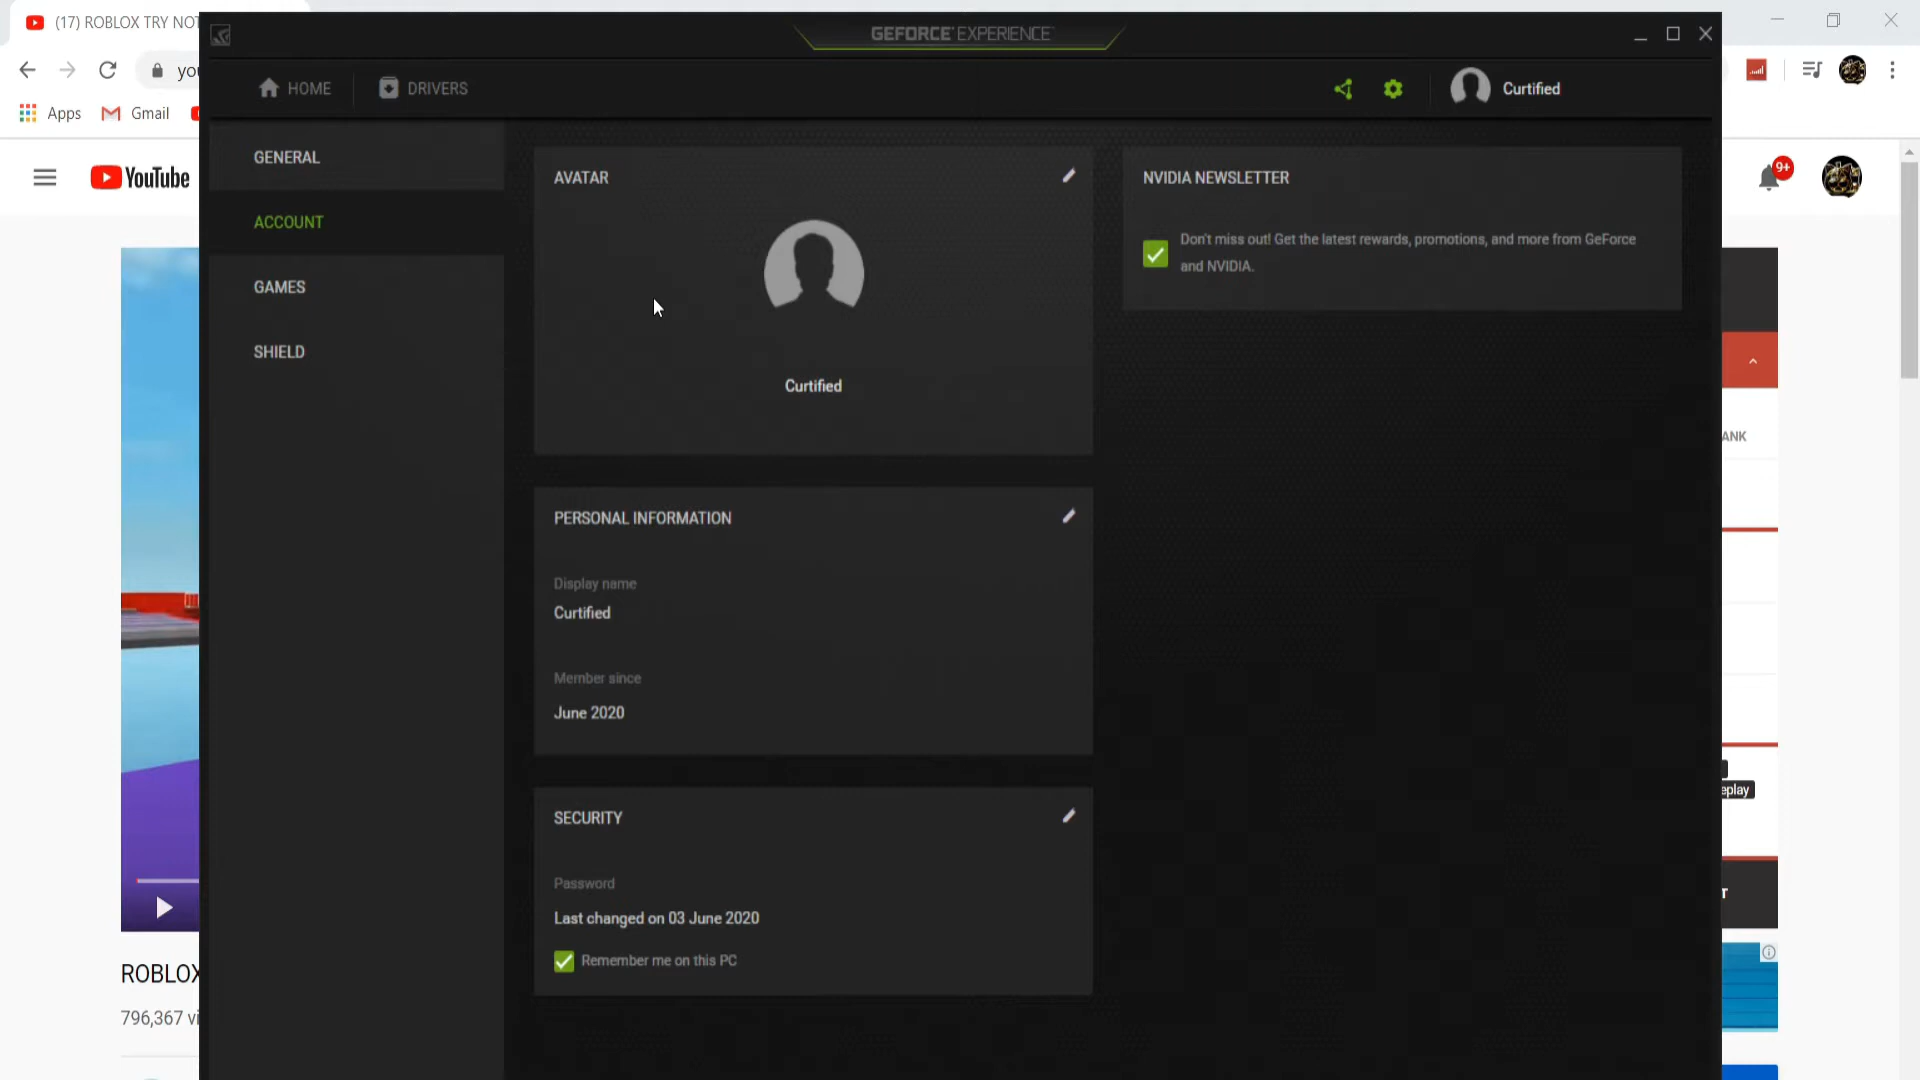 (17) ROBLOX TRY NOT
GEFORCE EXPERIENCE
HOME
DRIVERS
Curtified
Apps
Gmail
YouTube
9+
GENERAL
ACCOUNT
GAMES
SHIELD
AVATAR
Curtified
NVIDIA NEWSLETTER
Don't miss out! Get the latest rewards, promotions, and more from GeForce
and NVIDIA.
PERSONAL INFORMATION
Display name
Curtified
Member since
June 2020
SECURITY
Password
Last changed on 03 June 2020
Remember me on this PC
ANK
eplay
ROBLOX
796,367 vi